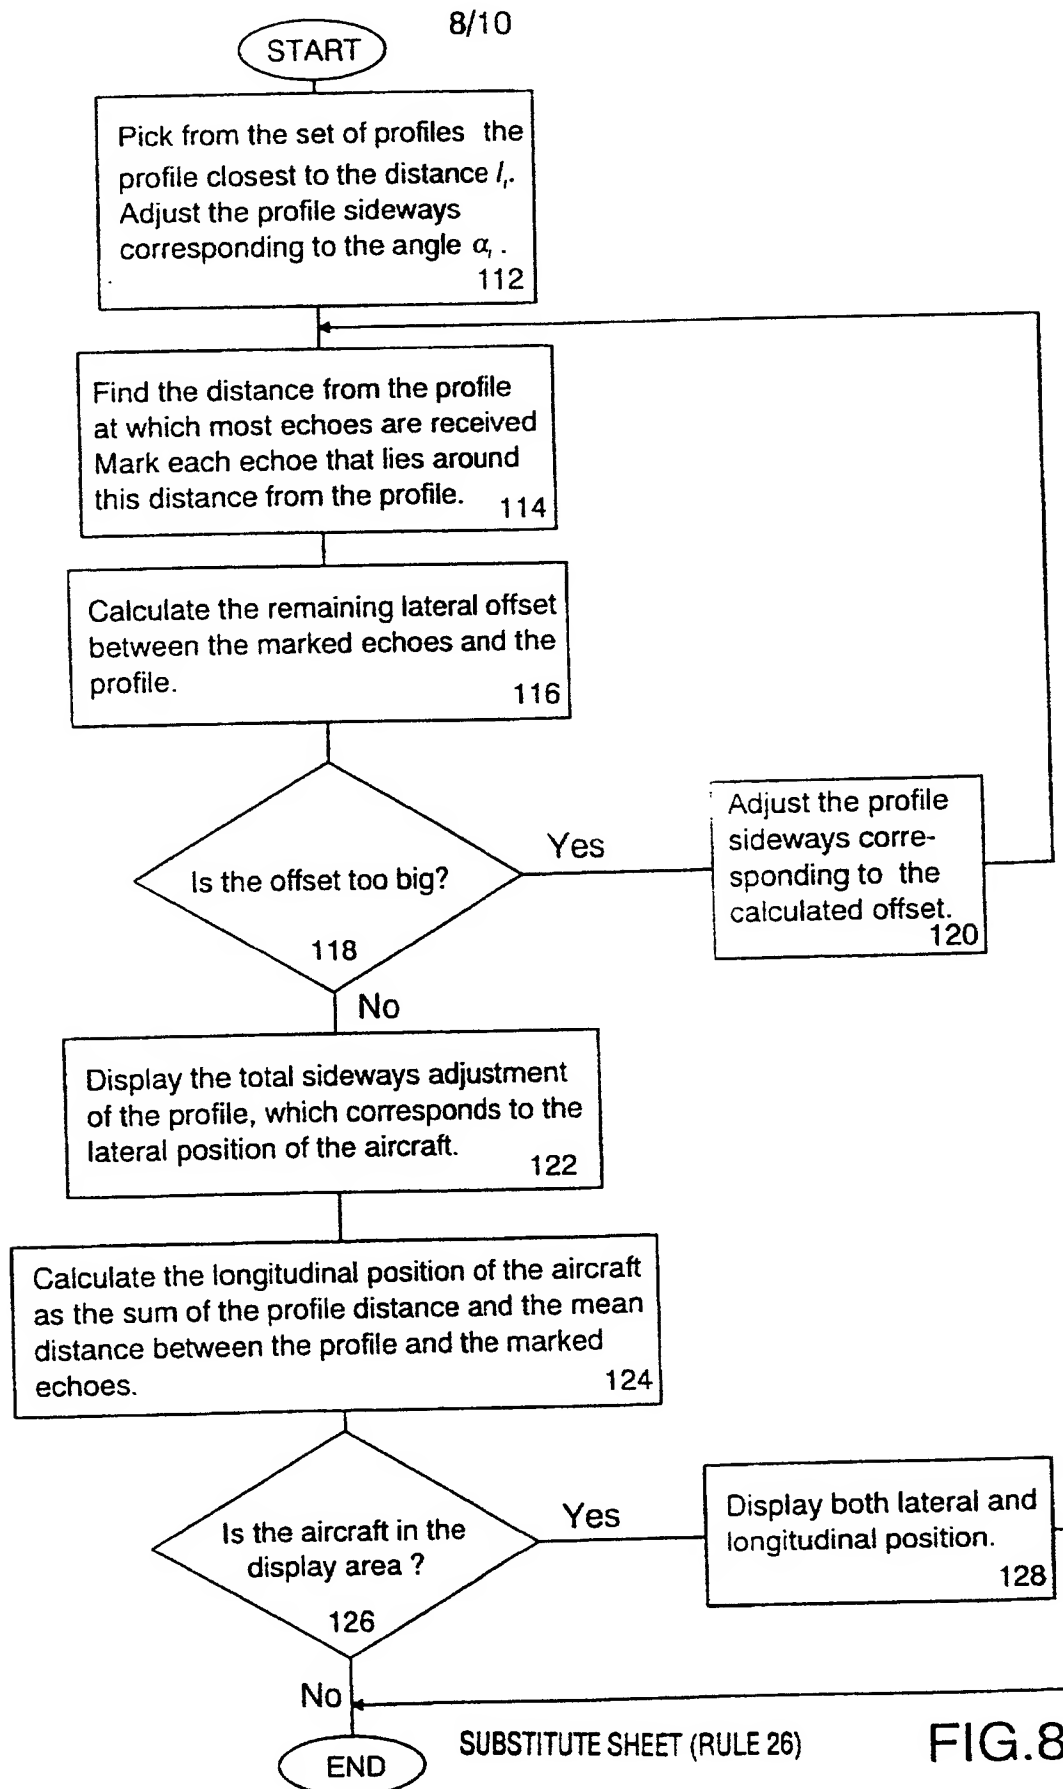 8/10
START
Pick from the set of profiles the
profile closest to the distance lᵢ.
Adjust the profile sideways
corresponding to the angle αᵢ .
112
Find the distance from the profile
at which most echoes are received
Mark each echoe that lies around
this distance from the profile.
114
Calculate the remaining lateral offset
between the marked echoes and the
profile.
116
Is the offset too big?
118
Yes
Adjust the profile
sideways corre-
sponding to the
calculated offset.
120
No
Display the total sideways adjustment
of the profile, which corresponds to the
lateral position of the aircraft.
122
Calculate the longitudinal position of the aircraft
as the sum of the profile distance and the mean
distance between the profile and the marked
echoes.
124
Is the aircraft in the
display area ?
126
Yes
Display both lateral and
longitudinal position.
128
No
END
SUBSTITUTE SHEET (RULE 26)
FIG.8